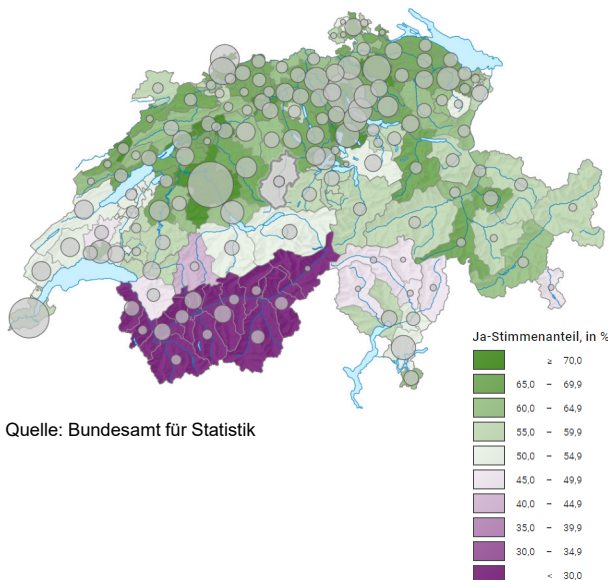 Ja-Stimmenanteil, in %
≥ 70,0
65,0 – 69,9
60,0 – 64,9
55,0 – 59,9
50,0 – 54,9
45,0 – 49,9
40,0 – 44,9
35,0 – 39,9
30,0 – 34,9
< 30,0
Quelle: Bundesamt für Statistik